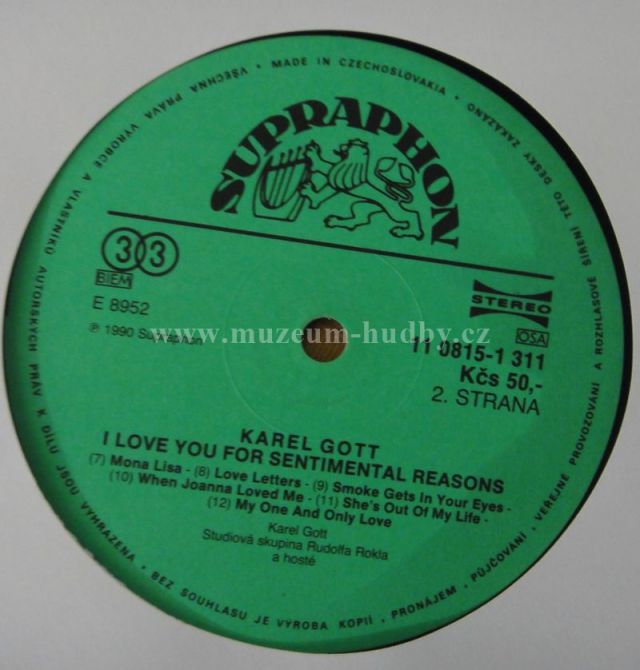 VŠECHNA PRÁVA VÝROBCE A VLASTNÍKŮ AUTORSKÝCH PRÁV K DÍLU JSOU VYHRAZENA • BEZ SOUHLASU JE VÝROBA KOPIÍ • PRONÁJEM • PŮJČOVÁNÍ • VEŘEJNÉ PROVOZOVÁNÍ A ROZHLASOVÉ ŠÍŘENÍ TÉTO DESKY ZAKÁZÁNO • MADE IN CZECHOSLOVAKIA •
SUPRAPHON
33
BIEM
E 8952
℗ 1990 Supraphon
STEREO
OSA
www.muzeum-hudby.cz
11 0815-1 311
Kčs 50,-
2. STRANA
KAREL GOTT
I LOVE YOU FOR SENTIMENTAL REASONS
(7) Mona Lisa - (8) Love Letters - (9) Smoke Gets In Your Eyes -
(10) When Joanna Loved Me - (11) She's Out Of My Life -
(12) My One And Only Love
Karel Gott
Studiová skupina Rudolfa Rokla
a hosté